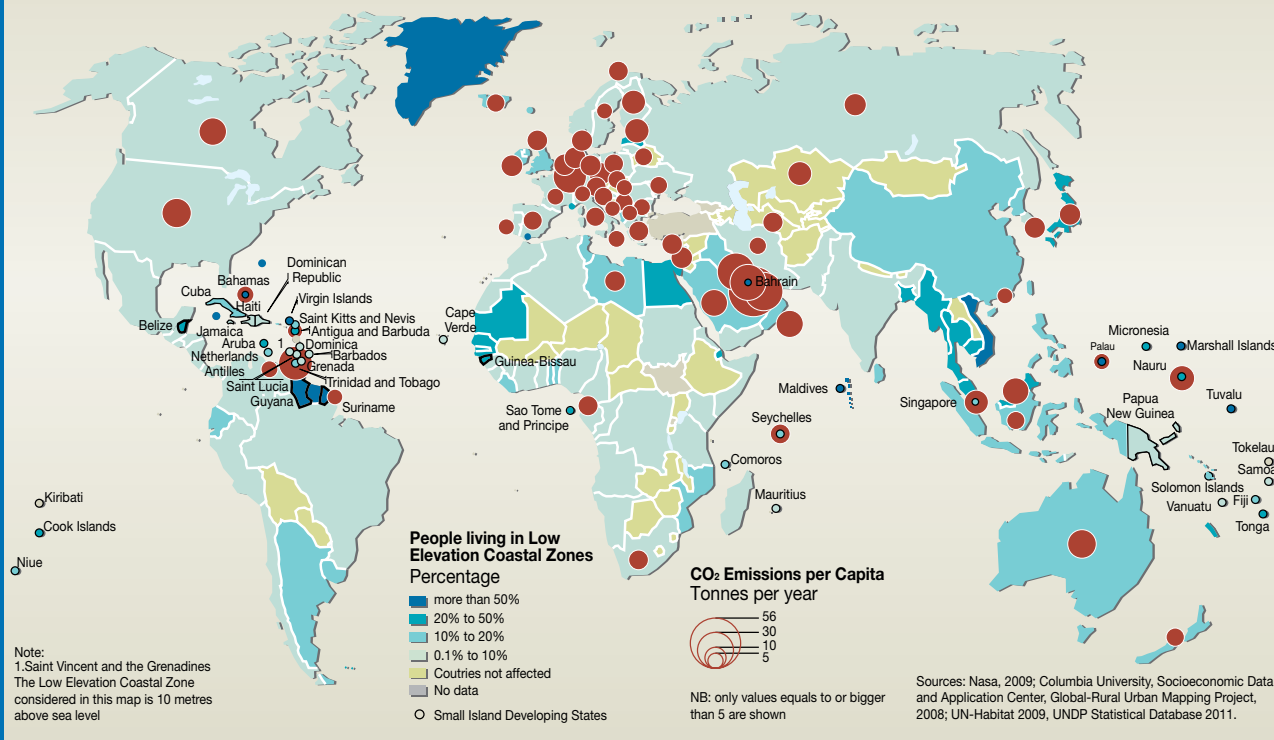 Dominican
Republic
Bahamas
Cuba
Haiti
Virgin Islands
Saint Kitts and Nevis
Antigua and Barbuda
Belize
Jamaica
Aruba
1
Dominica
Netherlands
Antilles
Barbados
Grenada
Saint Lucia
Trinidad and Tobago
Guyana
Suriname
Cape
Verde
Guinea-Bissau
Sao Tome
and Principe
Bahrain
Maldives
Seychelles
Comoros
Mauritius
Singapore
Micronesia
Palau
Marshall Islands
Nauru
Tuvalu
Papua
New Guinea
Tokelau
Samoa
Solomon Islands
Vanuatu
Fiji
Tonga
Kiribati
Cook Islands
Niue
People living in Low
Elevation Coastal Zones
Percentage
more than 50%
20% to 50%
10% to 20%
0.1% to 10%
Coutries not affected
No data
Small Island Developing States
CO₂ Emissions per Capita
Tonnes per year
56
30
10
5
NB: only values equals to or bigger
than 5 are shown
Note:
1.Saint Vincent and the Grenadines
The Low Elevation Coastal Zone
considered in this map is 10 metres
above sea level
Sources: Nasa, 2009; Columbia University, Socioeconomic Data
and Application Center, Global-Rural Urban Mapping Project,
2008; UN-Habitat 2009, UNDP Statistical Database 2011.